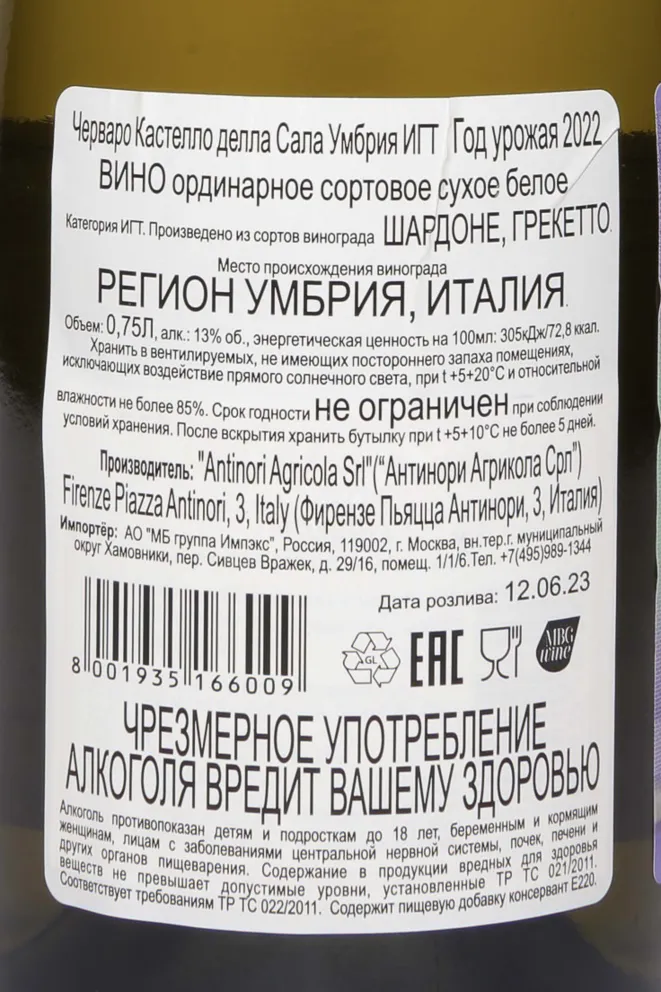 Черваро Кастелло делла Сала Умбрия ИГТ Год урожая 2022
ВИНО ординарное сортовое сухое белое
Категория ИГТ. Произведено из сортов винограда ШАРДОНЕ, ГРЕКЕТТО.
Место происхождения винограда
РЕГИОН УМБРИЯ, ИТАЛИЯ.
Объем: 0,75Л, алк.: 13% об., энергетическая ценность на 100мл: 305кДж/72,8 ккал.
Хранить в вентилируемых, не имеющих постороннего запаха помещениях,
исключающих воздействие прямого солнечного света, при t +5+20°С и относительной
влажности не более 85%. Срок годности не ограничен при соблюдении
условий хранения. После вскрытия хранить бутылку при t +5+10°С не более 5 дней.
Производитель: "Antinori Agricola Srl"("Антинори Агрикола Срл")
Firenze Piazza Antinori, 3, Italy (Фирензе Пьяцца Антинори, 3, Италия)
Импортёр: АО "МБ группа Импэкс", Россия, 119002, г. Москва, вн.тер.г. муниципальный
округ Хамовники, пер. Сивцев Вражек, д. 29/16, помещ. 1/1/6.Тел. +7(495)989-1344
Дата розлива: 12.06.23
GL EAC MBG
wine
8 001935 166009
ЧРЕЗМЕРНОЕ УПОТРЕБЛЕНИЕ
АЛКОГОЛЯ ВРЕДИТ ВАШЕМУ ЗДОРОВЬЮ
Алкоголь противопоказан детям и подросткам до 18 лет, беременным и кормящим
женщинам, лицам с заболеваниями центральной нервной системы, почек, печени и
других органов пищеварения. Содержание в продукции вредных для здоровья
веществ не превышает допустимые уровни, установленные ТР ТС 021/2011.
Соответствует требованиям ТР ТС 022/2011. Содержит пищевую добавку консервант Е220.